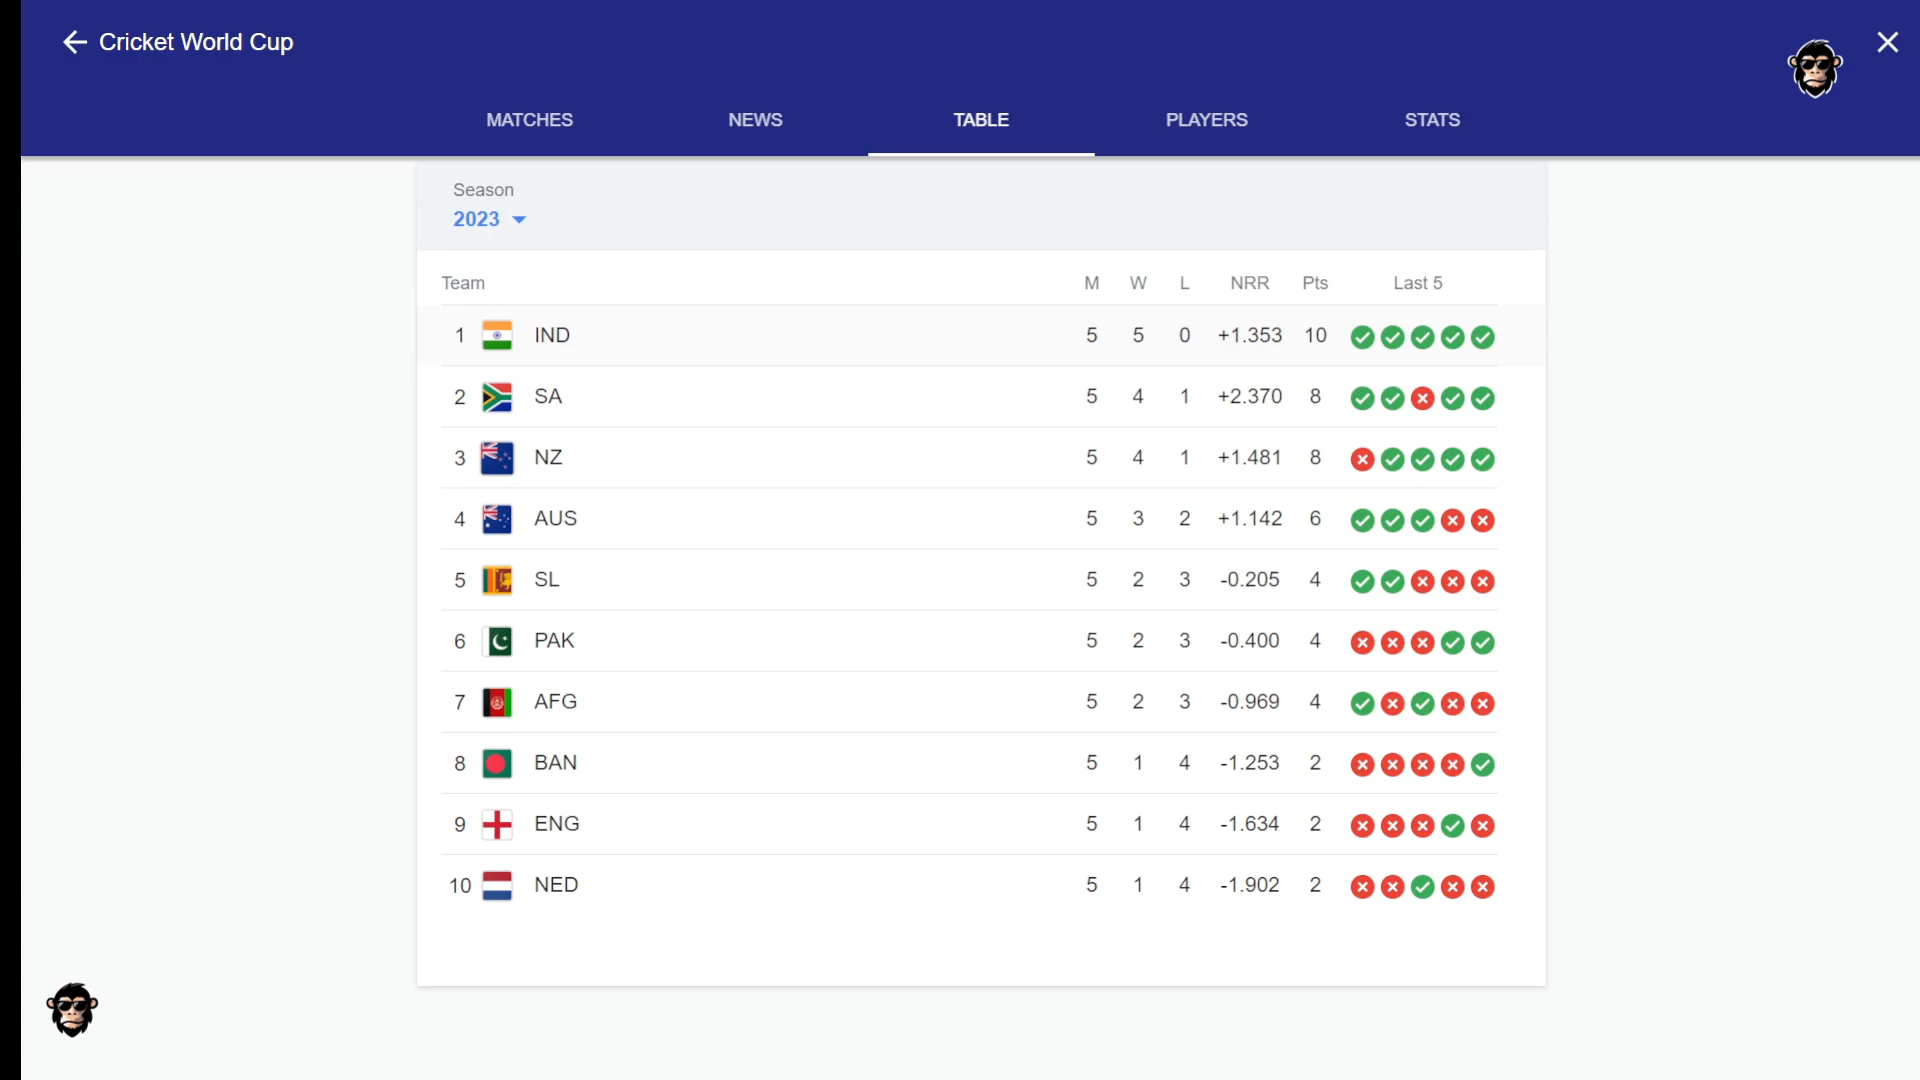 Cricket World Cup
MATCHES NEWS TABLE PLAYERS STATS
Season
2023
Team M W L NRR Pts Last 5
1 IND 5 5 0 +1.353 10
2 SA 5 4 1 +2.370 8
3 NZ 5 4 1 +1.481 8
4 AUS 5 3 2 +1.142 6
5 SL 5 2 3 -0.205 4
6 PAK 5 2 3 -0.400 4
7 AFG 5 2 3 -0.969 4
8 BAN 5 1 4 -1.253 2
9 ENG 5 1 4 -1.634 2
10 NED 5 1 4 -1.902 2